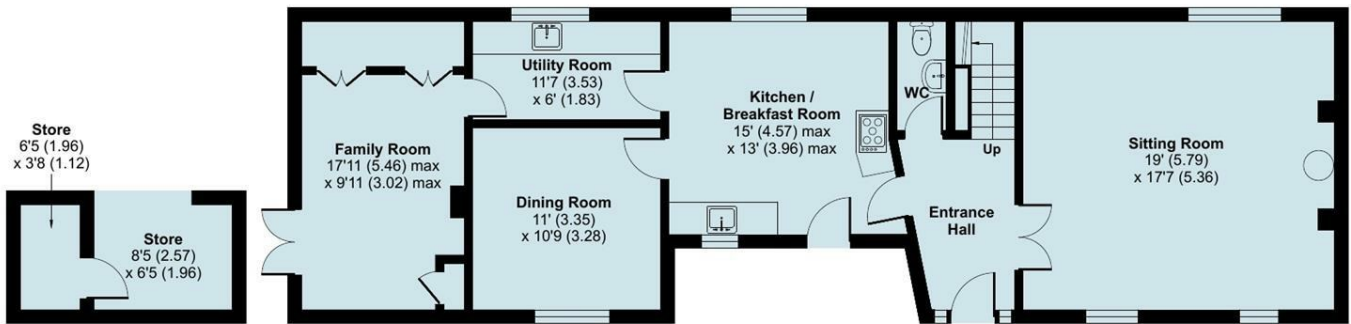 Store
6'5 (1.96)
x 3'8 (1.12)
Store
8'5 (2.57)
x 6'5 (1.96)
Family Room
17'11 (5.46) max
x 9'11 (3.02) max
Utility Room
11'7 (3.53)
x 6' (1.83)
Dining Room
11' (3.35)
x 10'9 (3.28)
Kitchen /
Breakfast Room
15' (4.57) max
x 13' (3.96) max
WC
Up
Entrance
Hall
Sitting Room
19' (5.79)
x 17'7 (5.36)